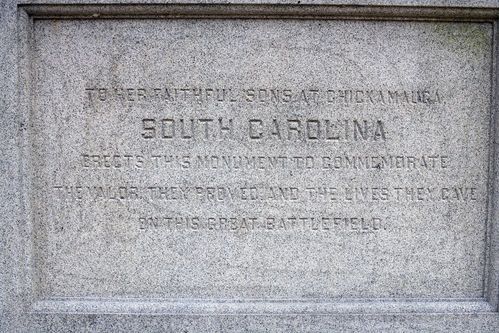 TO HER FAITHFUL SONS AT CHICKAMAUGA,
SOUTH CAROLINA
ERECTS THIS MONUMENT TO COMMEMORATE
THE VALOR, THEY PROVED, AND THE LIVES THEY GAVE
ON THIS GREAT BATTLEFIELD.